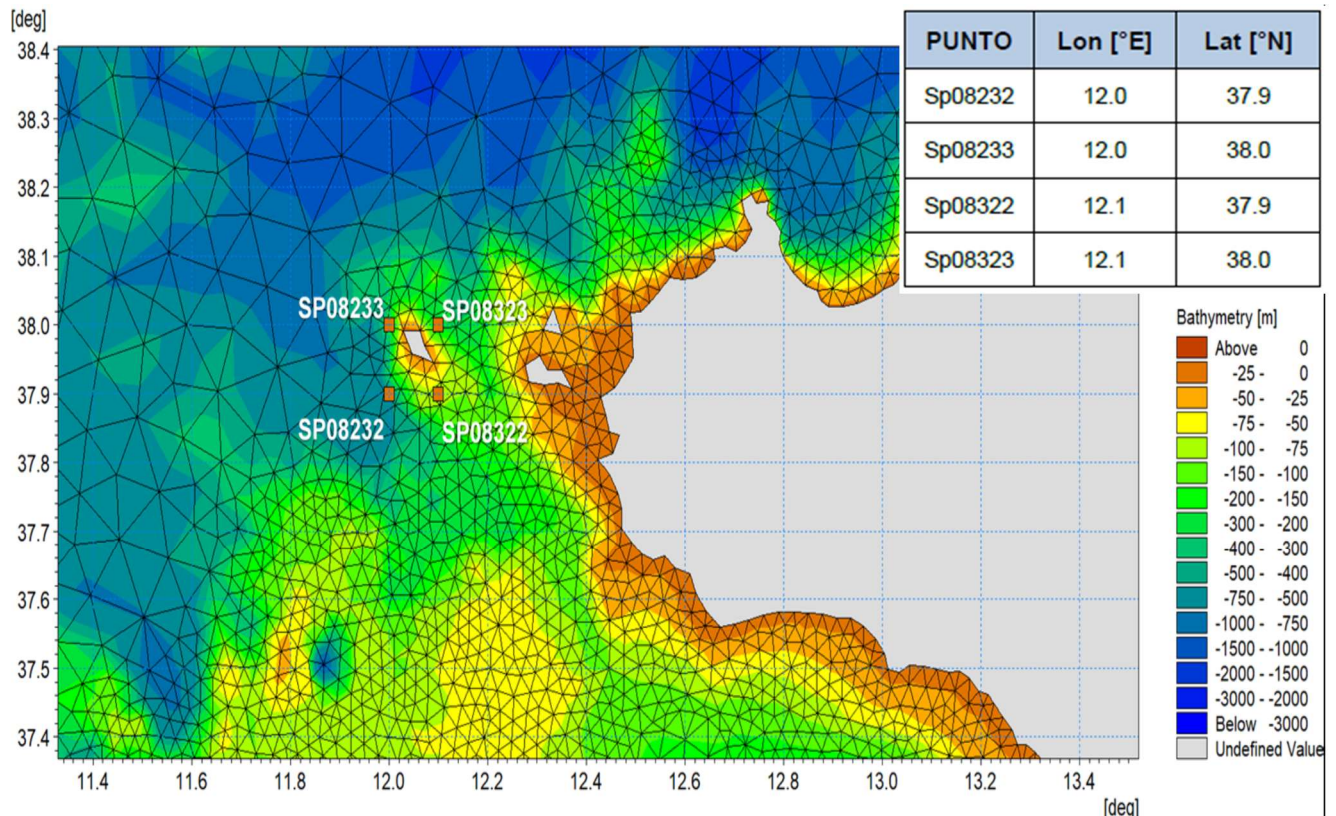 [deg]
38.4
38.3
38.2
38.1
38.0
37.9
37.8
37.7
37.6
37.5
37.4
11.4 11.6 11.8 12.0 12.2 12.4 12.6 12.8 13.0 13.2 13.4
[deg]
SP08233 SP08323
SP08232 SP08322
PUNTO Lon [°E] Lat [°N]
Sp08232 12.0 37.9
Sp08233 12.0 38.0
Sp08322 12.1 37.9
Sp08323 12.1 38.0
Bathymetry [m]
Above 0
-25 - 0
-50 - -25
-75 - -50
-100 - -75
-150 - -100
-200 - -150
-300 - -200
-400 - -300
-500 - -400
-750 - -500
-1000 - -750
-1500 - -1000
-2000 - -1500
-3000 - -2000
Below -3000
Undefined Value